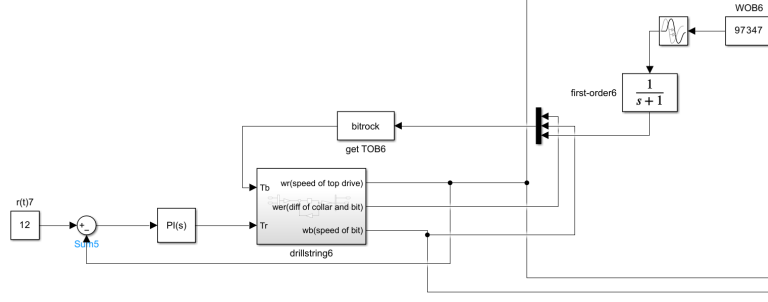 WOB6
97347
first-order6
1
s + 1
bitrock
get TOB6
r(t)7
12
+
−
Sum5
PI(s)
Tb
wr(speed of top drive)
wer(diff of collar and bit)
Tr
wb(speed of bit)
drillstring6